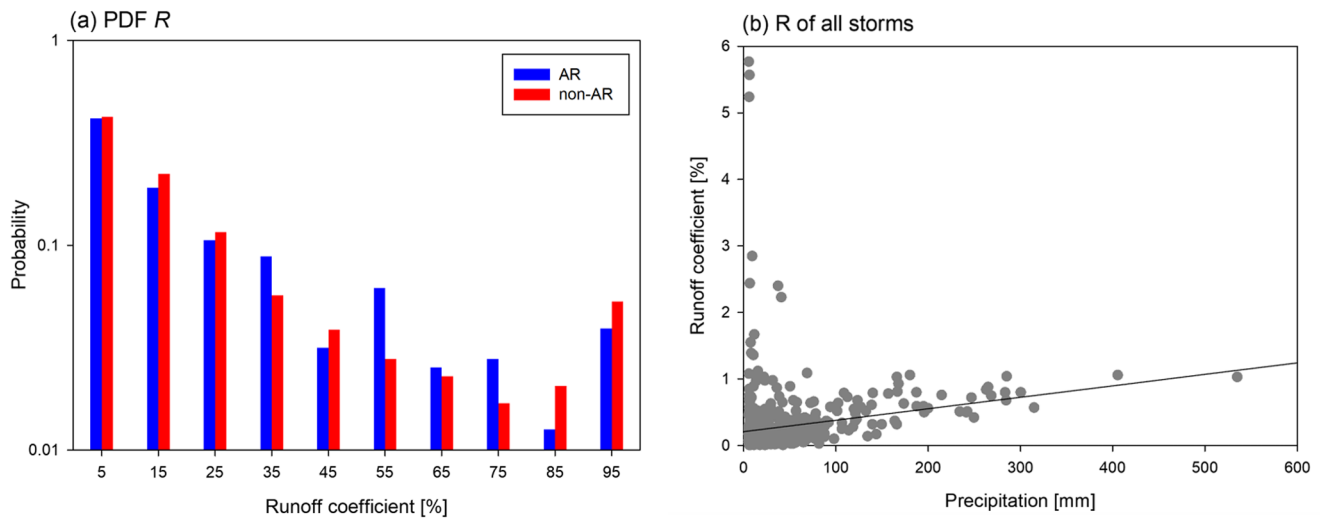 (a) PDF R
1
0.1
0.01
Probability
AR
non-AR
5 15 25 35 45 55 65 75 85 95
Runoff coefficient [%]
(b) R of all storms
6
5
4
3
2
1
0
Runoff coefficient [%]
0 100 200 300 400 500 600
Precipitation [mm]